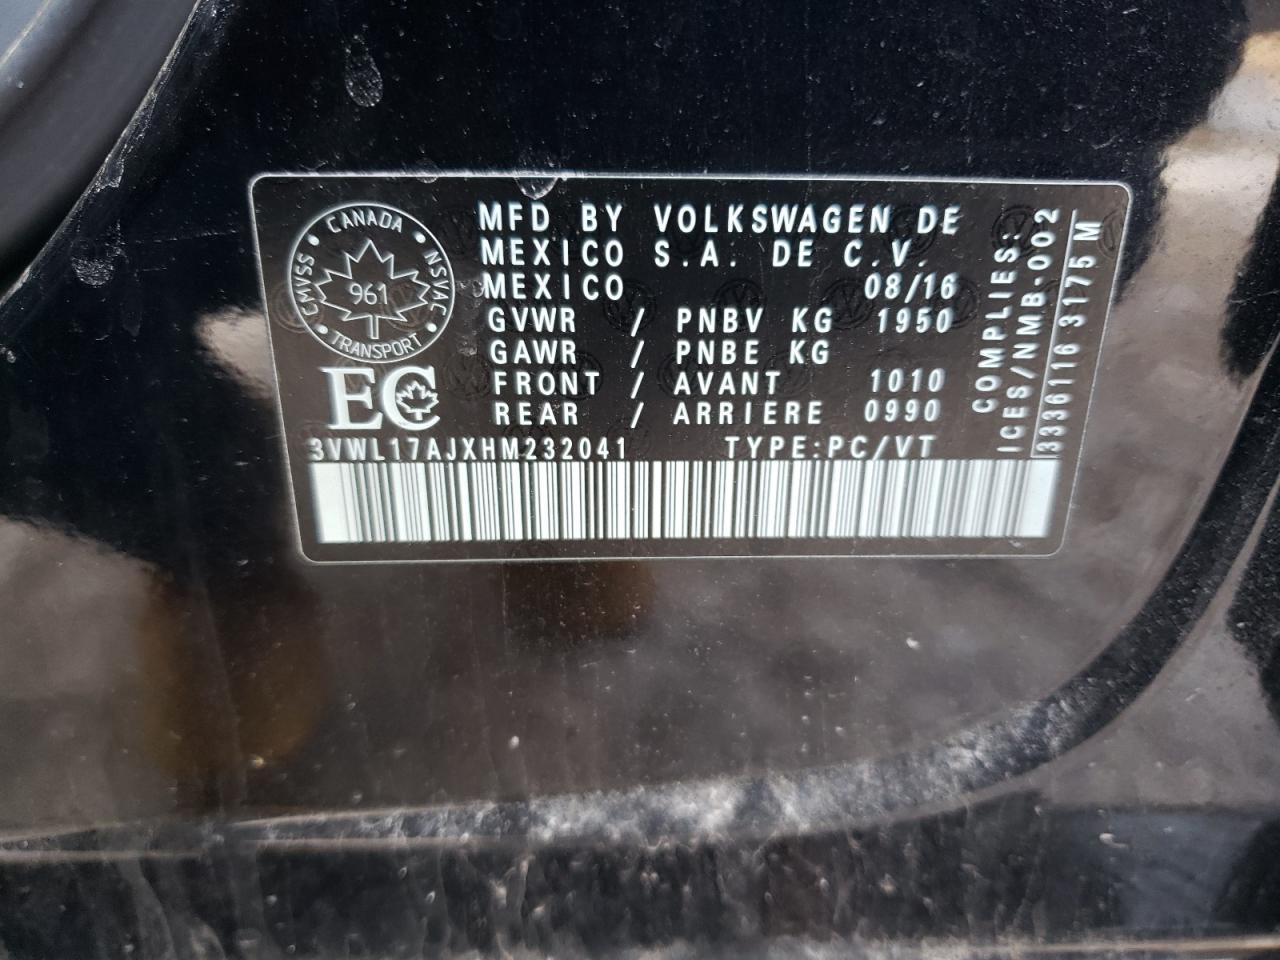 CANADA
CMVSS • NSVAC
961
TRANSPORT
EC
MFD BY VOLKSWAGEN DE
MEXICO S.A. DE C.V.
MEXICO 08/16
GVWR / PNBV KG 1950
GAWR / PNBE KG
FRONT / AVANT 1010
REAR / ARRIERE 0990
3VWL17AJXHM232041 TYPE:PC/VT
COMPLIES:
ICES/NMB-002
3336116 3175 M